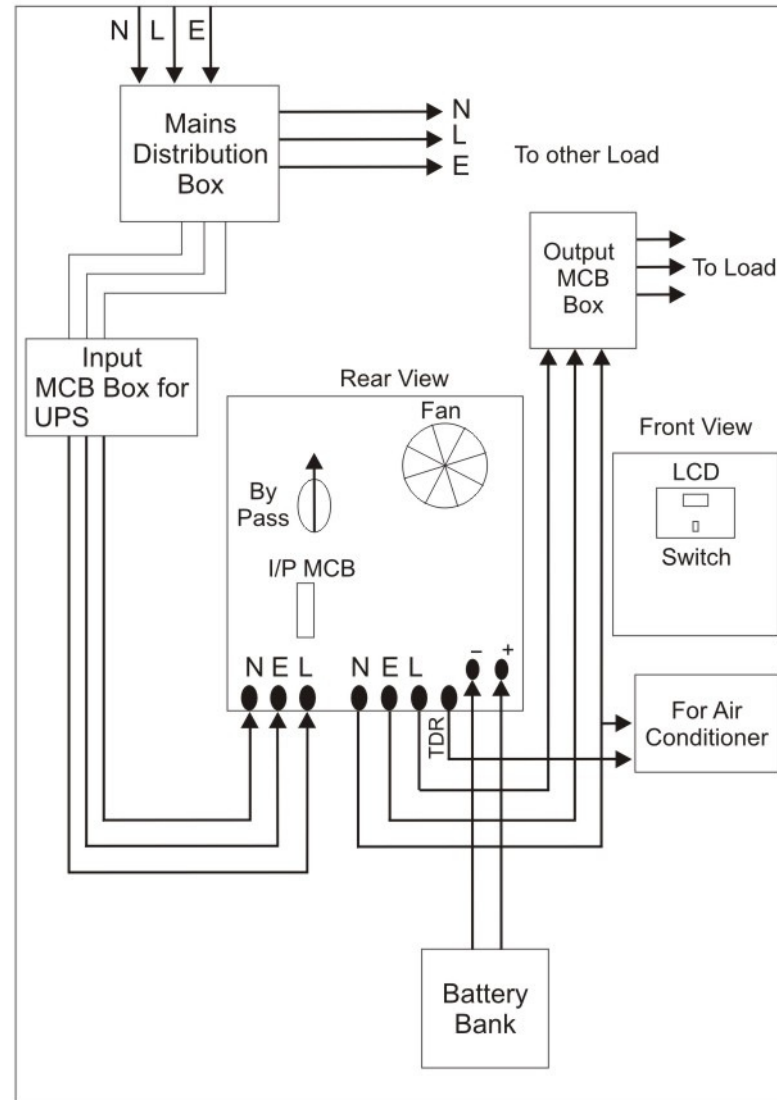 N L E
Mains
Distribution
Box
N
L
E
To other Load
Output
MCB
Box
To Load
Input
MCB Box for
UPS
Rear View
Fan
By
Pass
I/P MCB
N E L
N E L
TDR
– +
Front View
LCD
Switch
For Air
Conditioner
Battery
Bank